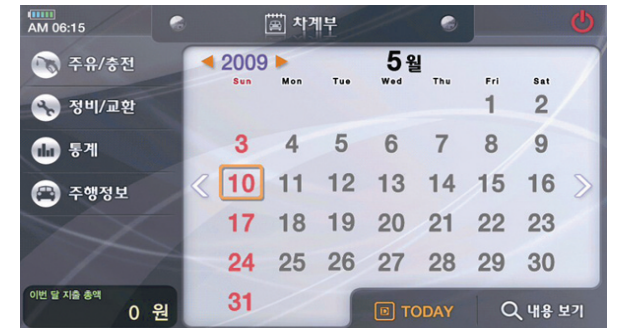 AM 06:15
차계부
주유/충전
정비/교환
통계
주행정보
이번 달 지출 총액
0 원
2009 5월
Sun Mon Tue Wed Thu Fri Sat
1 2
3 4 5 6 7 8 9
10 11 12 13 14 15 16
17 18 19 20 21 22 23
24 25 26 27 28 29 30
31
TODAY 내용 보기